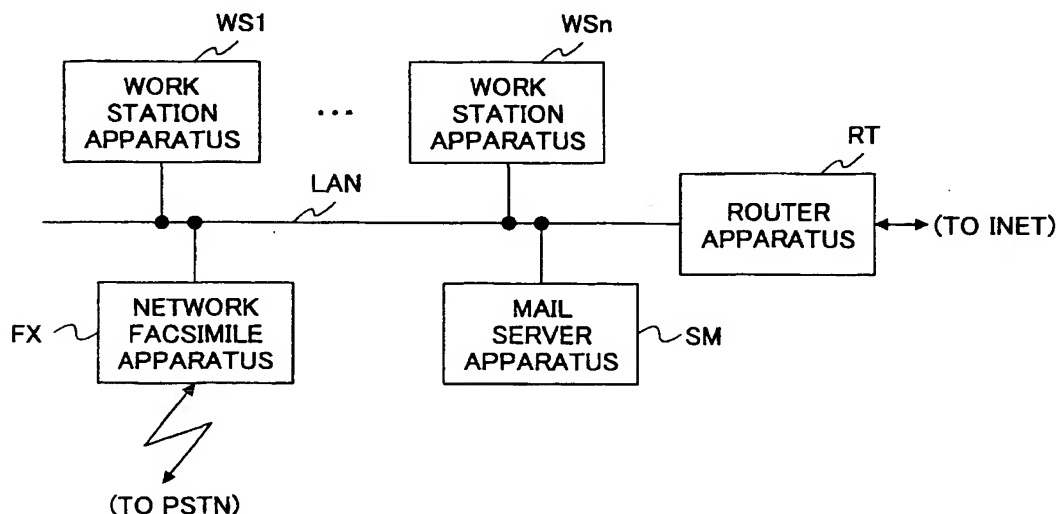 WS1
WSn
WORK
STATION
APPARATUS
...
WORK
STATION
APPARATUS
RT
LAN
ROUTER
APPARATUS
(TO INET)
FX
NETWORK
FACSIMILE
APPARATUS
MAIL
SERVER
APPARATUS
SM
(TO PSTN)